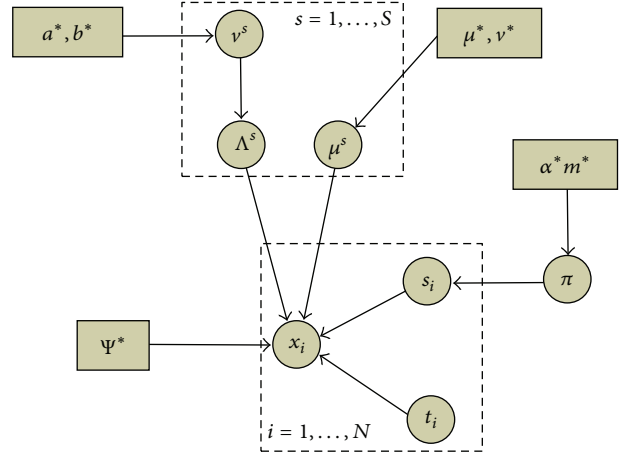 a*, b*
ν^s
s = 1, …, S
μ*, ν*
Λ^s
μ^s
α*m*
s_i
π
Ψ*
x_i
t_i
i = 1, …, N